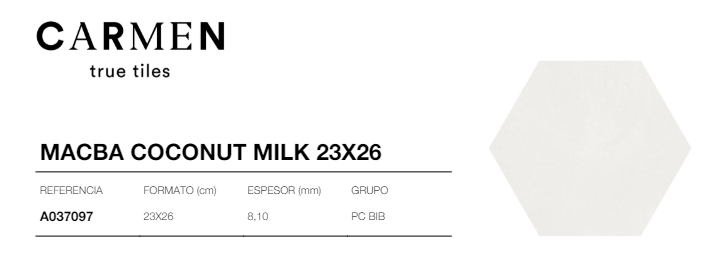 CARMEN
true tiles
MACBA COCONUT MILK 23X26
REFERENCIA FORMATO (cm) ESPESOR (mm) GRUPO
A037097 23X26 8,10 PC BIB